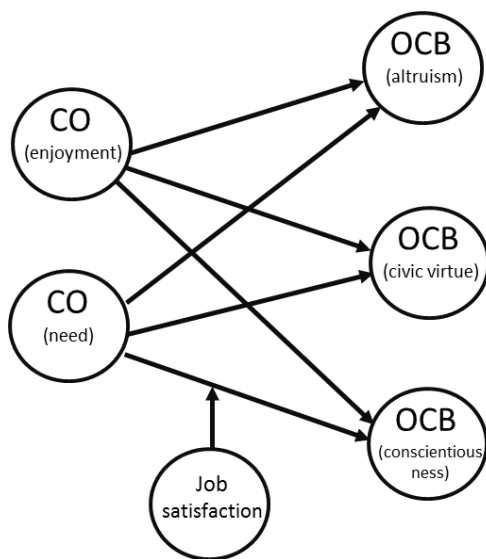 CO
(enjoyment)
CO
(need)
Job
satisfaction
OCB
(altruism)
OCB
(civic virtue)
OCB
(conscientious
ness)